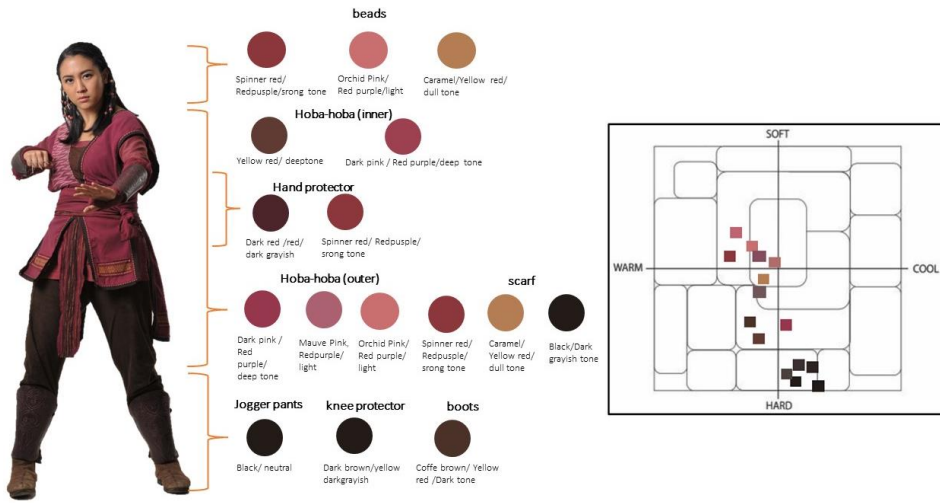 beads
Spinner red/
Redpusple/srong tone
Orchid Pink/
Red purple/light
Caramel/Yellow red/
dull tone
Hoba-hoba (inner)
Yellow red/ deeptone
Dark pink / Red purple/deep tone
Hand protector
Dark red /red/
dark grayish
Spinner red/ Redpusple/
srong tone
Hoba-hoba (outer)
scarf
Dark pink /
Red
purple/
deep tone
Mauve Pink,
Redpurple/
light
Orchid Pink/
Red purple/
light
Spinner red/
Redpusple/
srong tone
Caramel/
Yellow red/
dull tone
Black/Dark
grayish tone
Jogger pants
knee protector
boots
Black/ neutral
Dark brown/yellow
darkgrayish
Coffe brown/ Yellow
red /Dark tone
SOFT
WARM
COOL
HARD